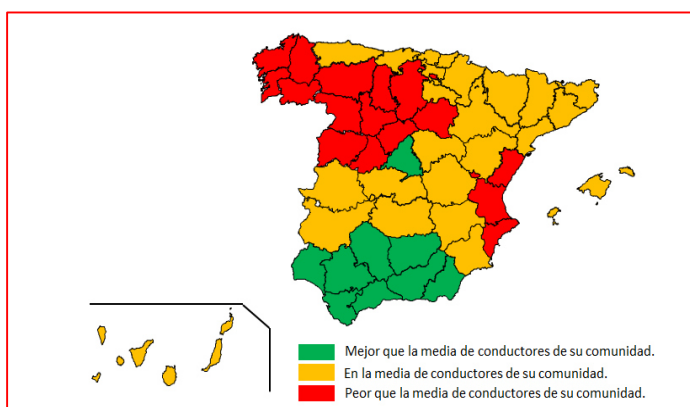 Mejor que la media de conductores de su comunidad.
En la media de conductores de su comunidad.
Peor que la media de conductores de su comunidad.